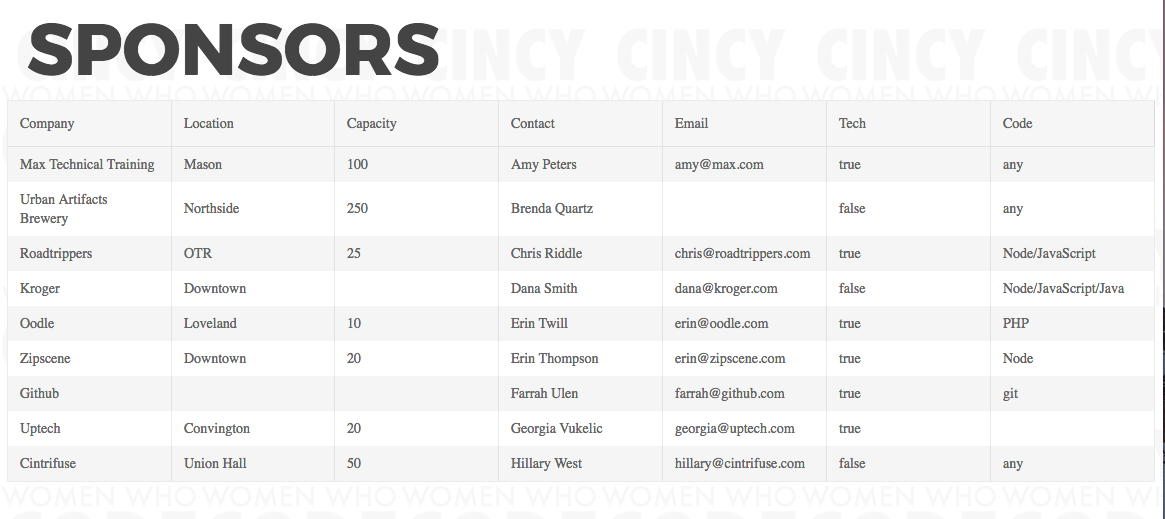 SPONSORS
CINCY CINCY CINCY CINCY
WOMEN WHO WOMEN WHO WOMEN WHO WOMEN WHO WOMEN WHO
Company Location Capacity Contact Email Tech Code
Max Technical Training Mason 100 Amy Peters amy@max.com true any
Urban Artifacts
Brewery Northside 250 Brenda Quartz false any
Roadtrippers OTR 25 Chris Riddle chris@roadtrippers.com true Node/JavaScript
Kroger Downtown Dana Smith dana@kroger.com false Node/JavaScript/Java
Oodle Loveland 10 Erin Twill erin@oodle.com true PHP
Zipscene Downtown 20 Erin Thompson erin@zipscene.com true Node
Github Farrah Ulen farrah@github.com true git
Uptech Convington 20 Georgia Vukelic georgia@uptech.com true
Cintrifuse Union Hall 50 Hillary West hillary@cintrifuse.com false any
WOMEN WHO WOMEN WHO WOMEN WHO WOMEN WHO WOMEN WHO